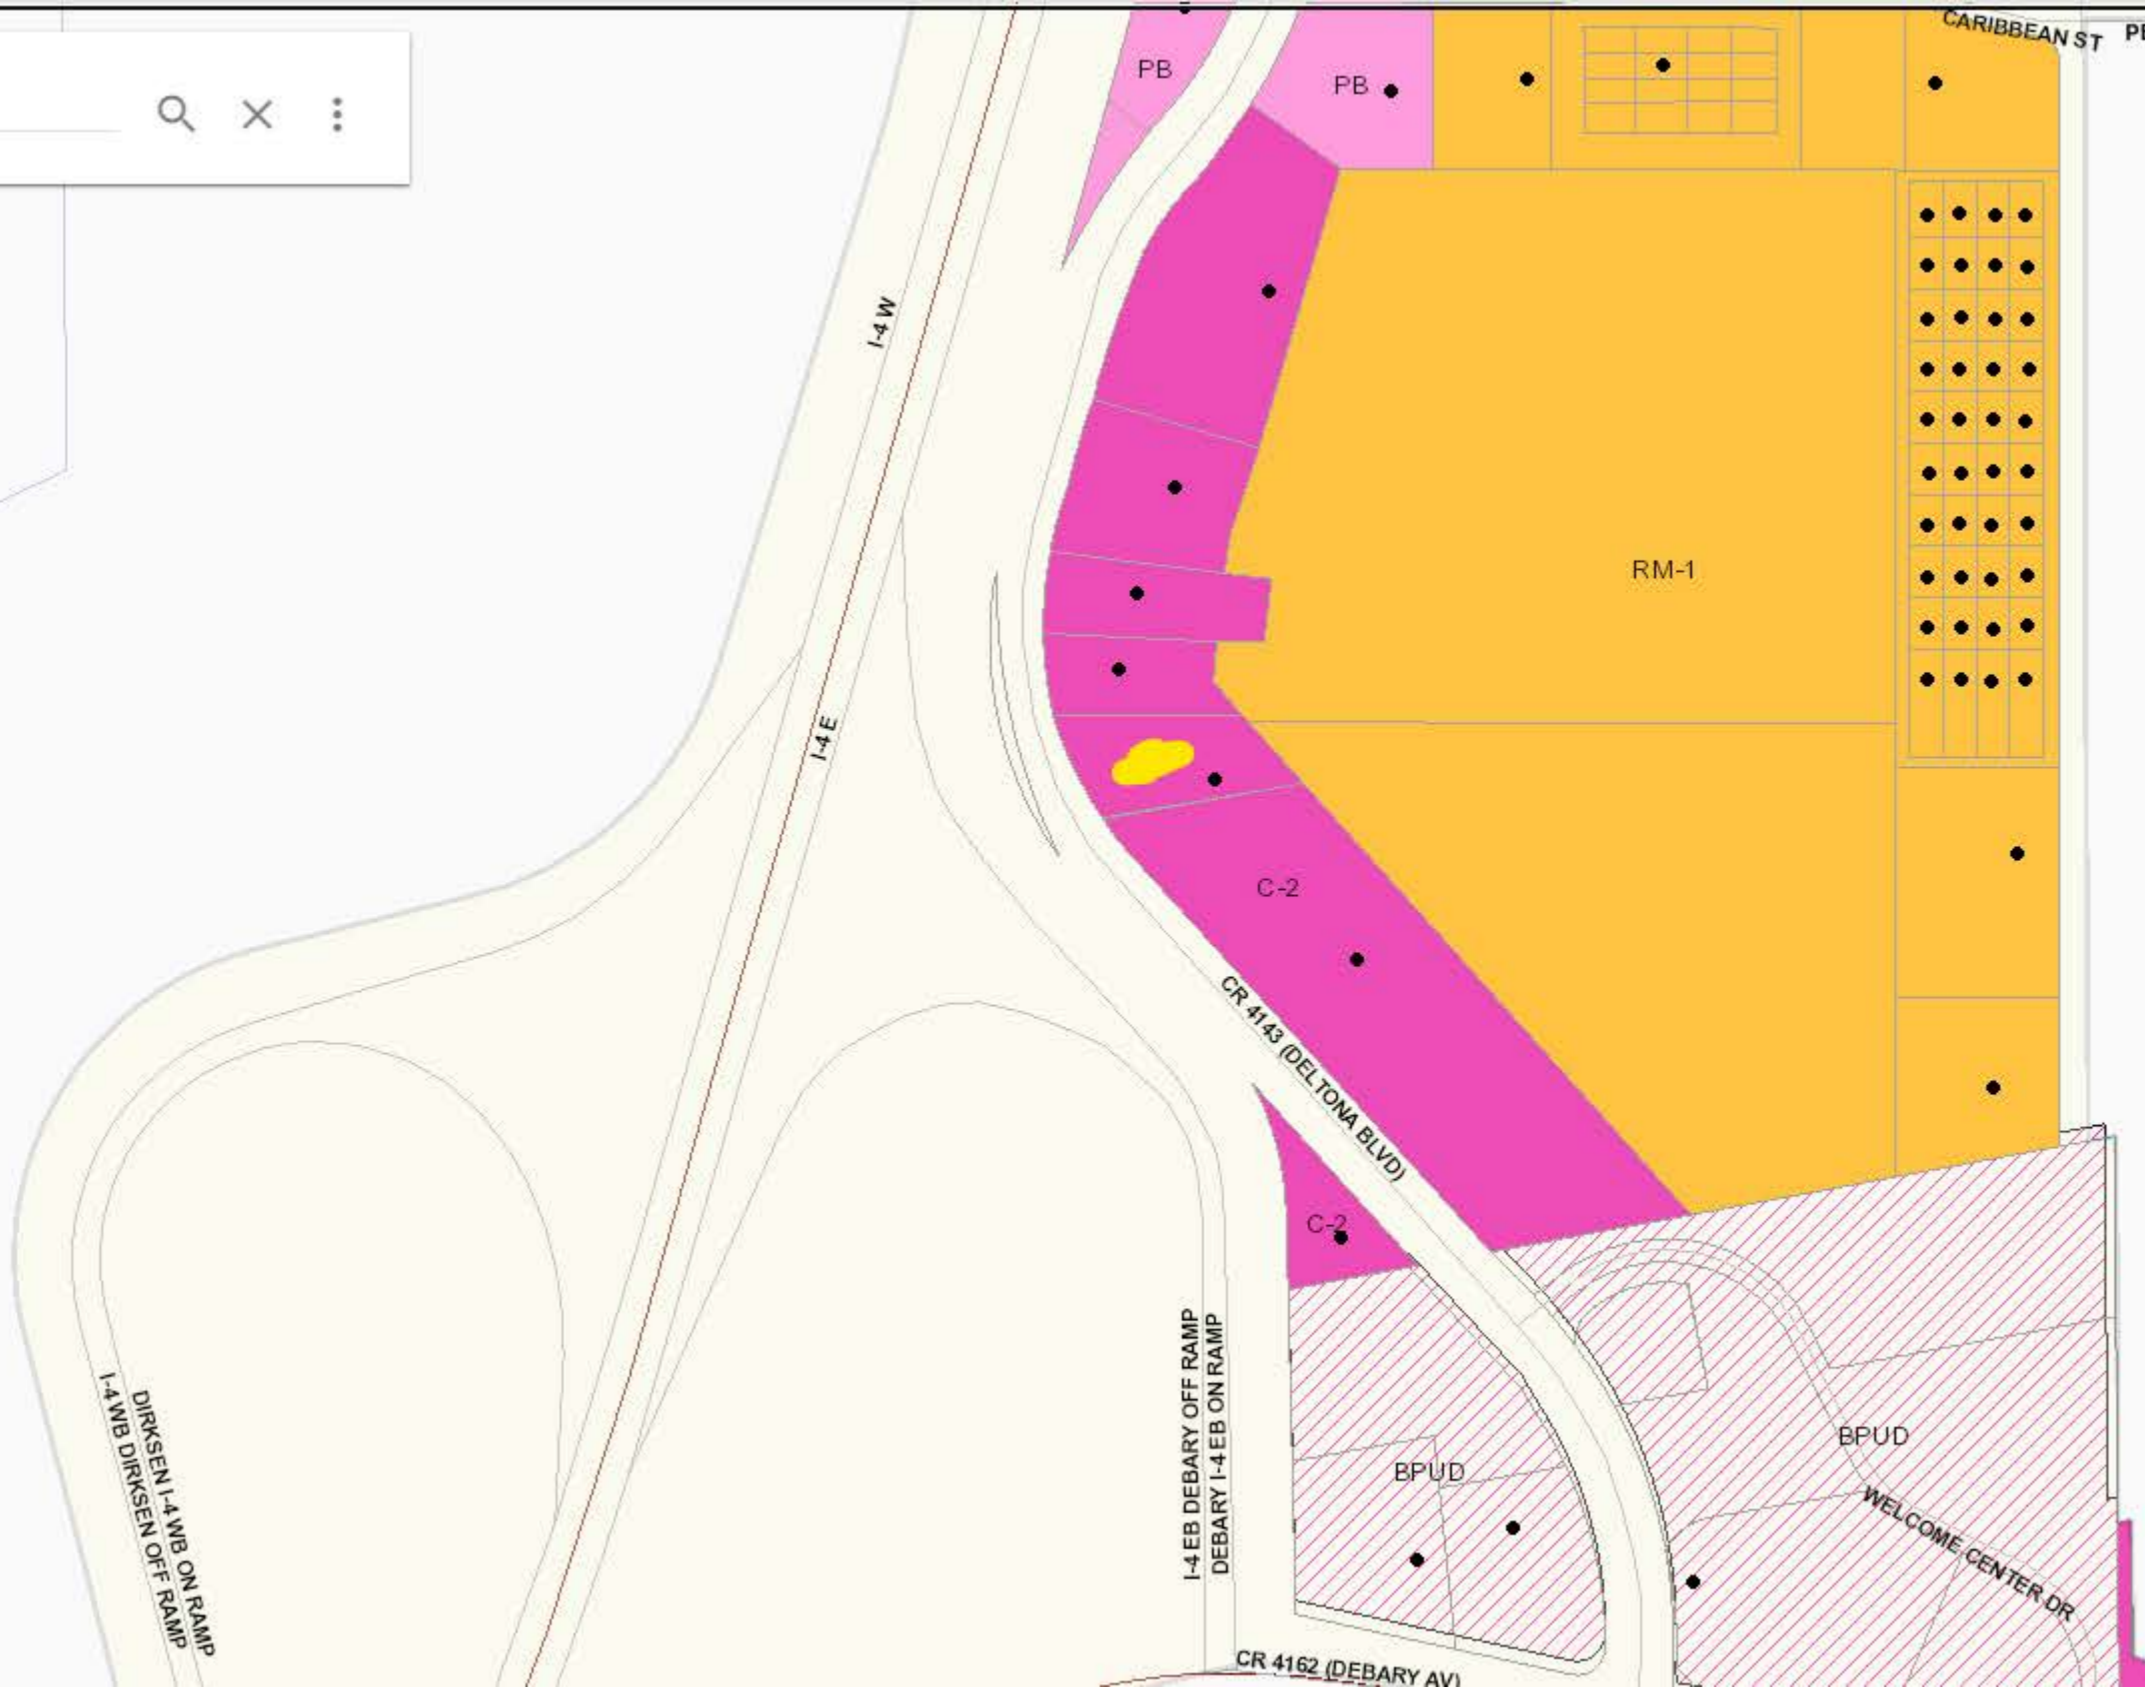 CARIBBEAN ST
PB
PB
I-4 W
RM-1
I-4 E
C-2
CR 4143 (DELTONA BLVD)
C-2
I-4 EB DEBARY OFF RAMP
DEBARY I-4 EB ON RAMP
DIRKSEN I-4 WB ON RAMP
I-4 WB DIRKSEN OFF RAMP
BPUD
BPUD
WELCOME CENTER DR
CR 4162 (DEBARY AV)